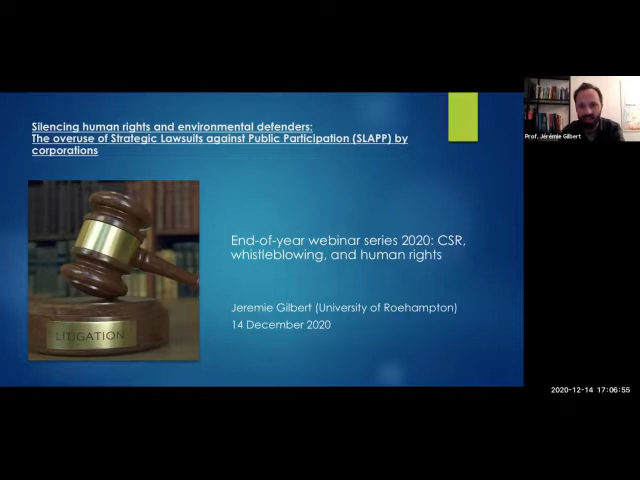 Silencing human rights and environmental defenders:
The overuse of Strategic Lawsuits against Public Participation (SLAPP) by
corporations
Prof. Jérémie Gilbert
End-of-year webinar series 2020: CSR,
whistleblowing, and human rights
Jeremie Gilbert (University of Roehampton)
14 December 2020
LITIGATION
2020-12-14 17:06:55